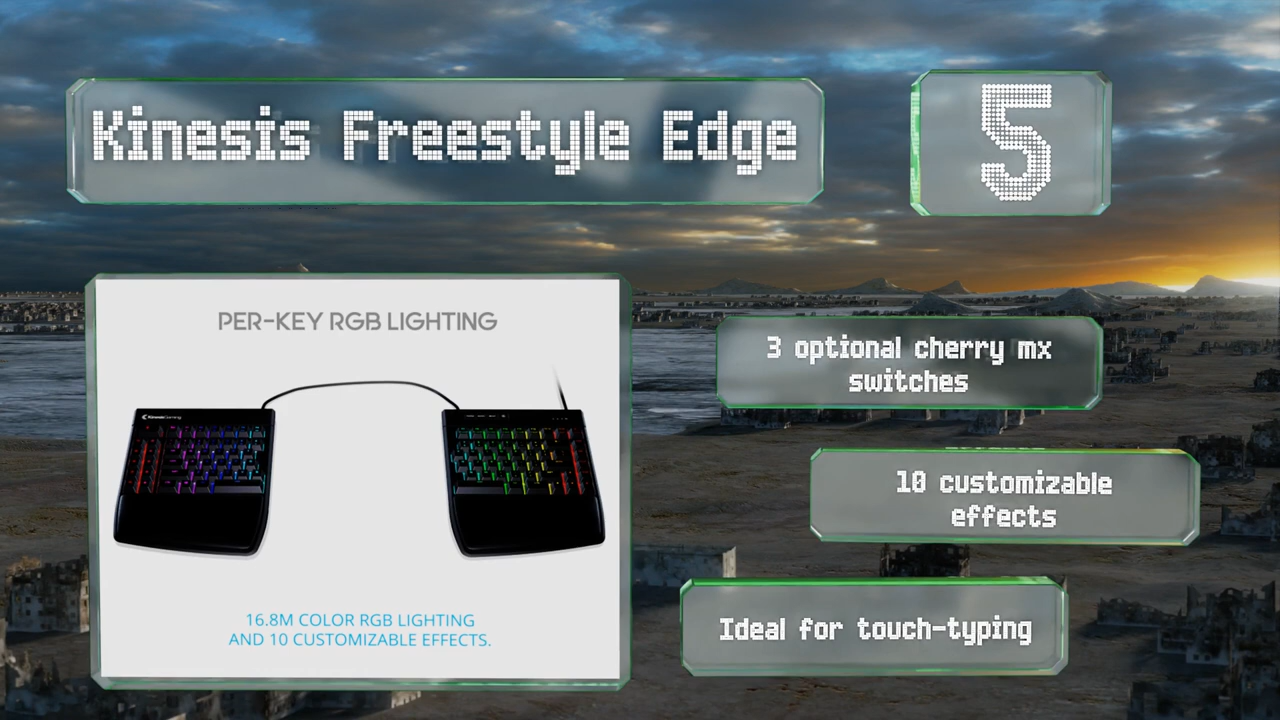 Kinesis Freestyle Edge
5
PER-KEY RGB LIGHTING
KinesisGaming
16.8M COLOR RGB LIGHTING
AND 10 CUSTOMIZABLE EFFECTS.
3 optional cherry mx
switches
10 customizable
effects
Ideal for touch-typing